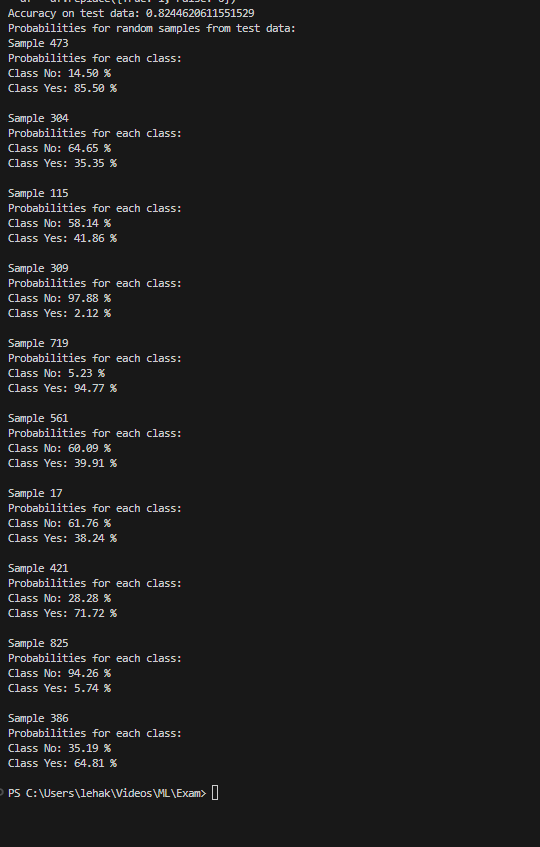 df = df.replace({True: 1, False: 0})
Accuracy on test data: 0.8244620611551529
Probabilities for random samples from test data:
Sample 473
Probabilities for each class:
Class No: 14.50 %
Class Yes: 85.50 %
Sample 304
Probabilities for each class:
Class No: 64.65 %
Class Yes: 35.35 %
Sample 115
Probabilities for each class:
Class No: 58.14 %
Class Yes: 41.86 %
Sample 309
Probabilities for each class:
Class No: 97.88 %
Class Yes: 2.12 %
Sample 719
Probabilities for each class:
Class No: 5.23 %
Class Yes: 94.77 %
Sample 561
Probabilities for each class:
Class No: 60.09 %
Class Yes: 39.91 %
Sample 17
Probabilities for each class:
Class No: 61.76 %
Class Yes: 38.24 %
Sample 421
Probabilities for each class:
Class No: 28.28 %
Class Yes: 71.72 %
Sample 825
Probabilities for each class:
Class No: 94.26 %
Class Yes: 5.74 %
Sample 386
Probabilities for each class:
Class No: 35.19 %
Class Yes: 64.81 %
PS C:\Users\lehak\Videos\ML\Exam>